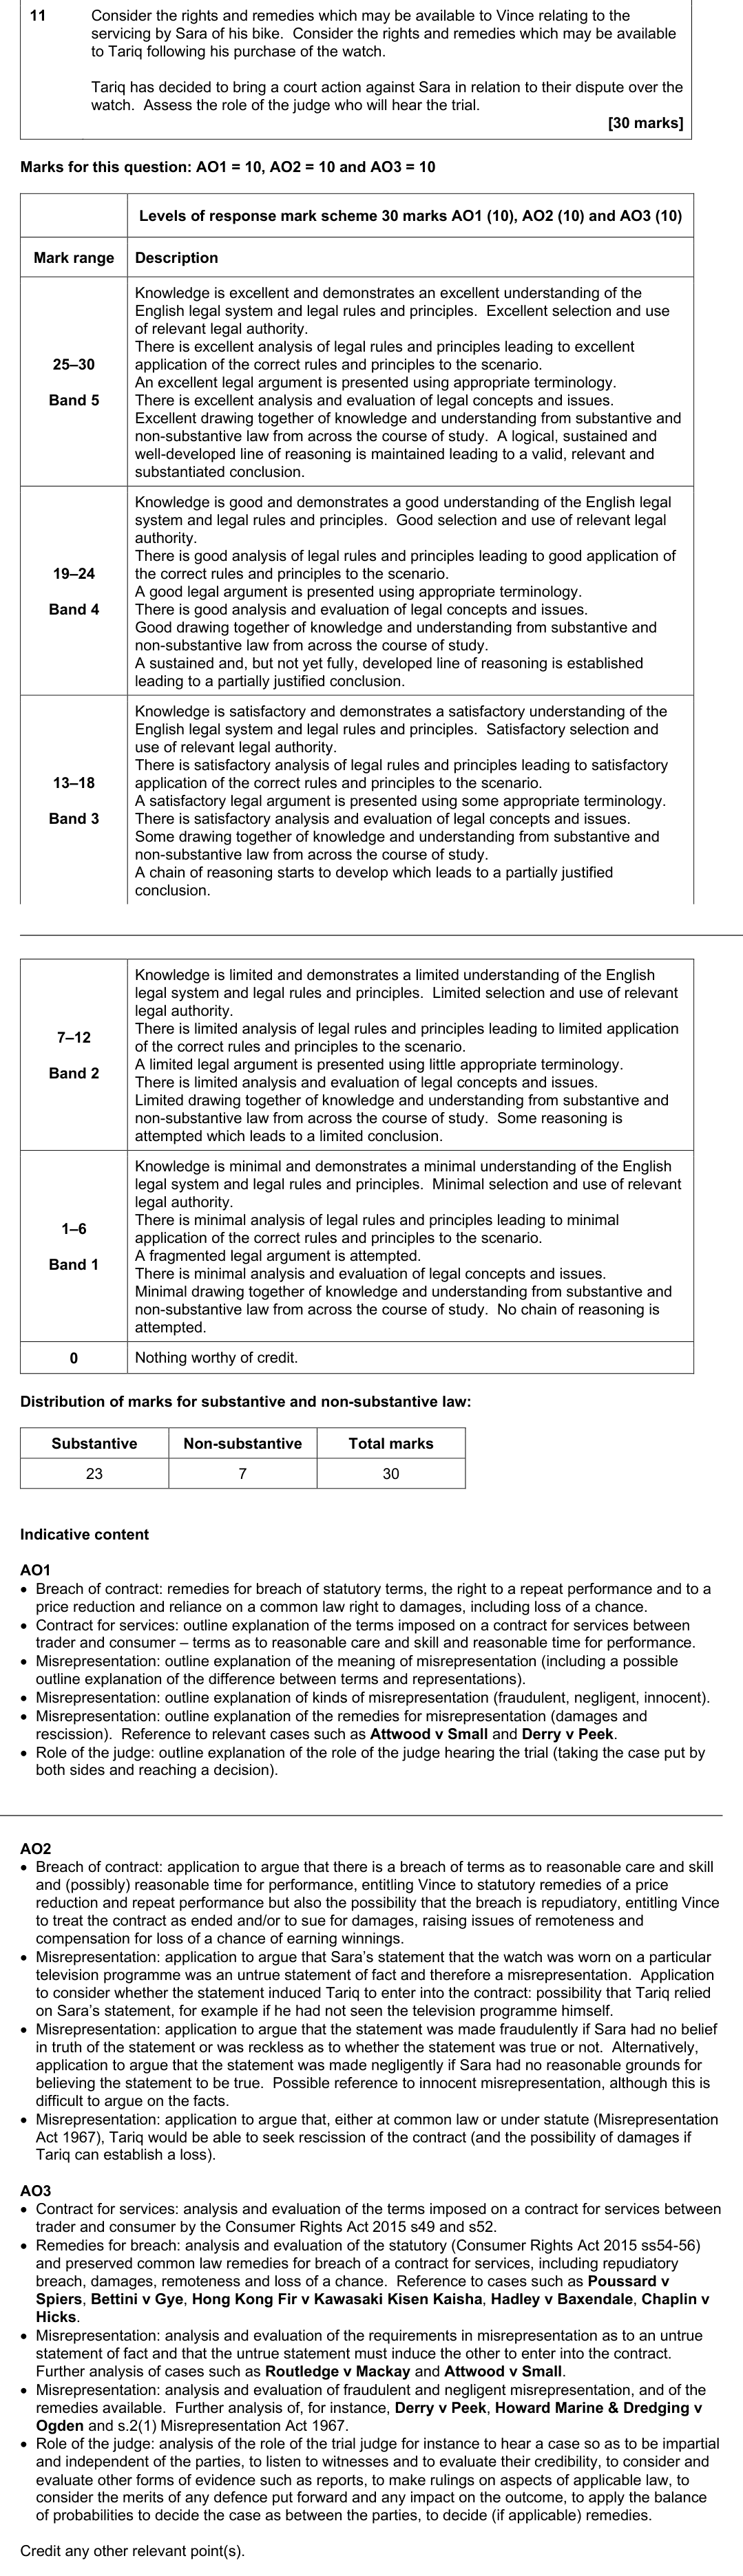 11
Consider the rights and remedies which may be available to Vince relating to the
servicing by Sara of his bike.  Consider the rights and remedies which may be available
to Tariq following his purchase of the watch.
Tariq has decided to bring a court action against Sara in relation to their dispute over the
watch.  Assess the role of the judge who will hear the trial.
[30 marks]
Marks for this question: AO1 = 10, AO2 = 10 and AO3 = 10
Levels of response mark scheme 30 marks AO1 (10), AO2 (10) and AO3 (10)
Mark range
Description
25–30
Band 5
Knowledge is excellent and demonstrates an excellent understanding of the
English legal system and legal rules and principles.  Excellent selection and use
of relevant legal authority.
There is excellent analysis of legal rules and principles leading to excellent
application of the correct rules and principles to the scenario.
An excellent legal argument is presented using appropriate terminology.
There is excellent analysis and evaluation of legal concepts and issues.
Excellent drawing together of knowledge and understanding from substantive and
non-substantive law from across the course of study.  A logical, sustained and
well-developed line of reasoning is maintained leading to a valid, relevant and
substantiated conclusion.
19–24
Band 4
Knowledge is good and demonstrates a good understanding of the English legal
system and legal rules and principles.  Good selection and use of relevant legal
authority.
There is good analysis of legal rules and principles leading to good application of
the correct rules and principles to the scenario.
A good legal argument is presented using appropriate terminology.
There is good analysis and evaluation of legal concepts and issues.
Good drawing together of knowledge and understanding from substantive and
non-substantive law from across the course of study.
A sustained and, but not yet fully, developed line of reasoning is established
leading to a partially justified conclusion.
13–18
Band 3
Knowledge is satisfactory and demonstrates a satisfactory understanding of the
English legal system and legal rules and principles.  Satisfactory selection and
use of relevant legal authority.
There is satisfactory analysis of legal rules and principles leading to satisfactory
application of the correct rules and principles to the scenario.
A satisfactory legal argument is presented using some appropriate terminology.
There is satisfactory analysis and evaluation of legal concepts and issues.
Some drawing together of knowledge and understanding from substantive and
non-substantive law from across the course of study.
A chain of reasoning starts to develop which leads to a partially justified
conclusion.
7–12
Band 2
Knowledge is limited and demonstrates a limited understanding of the English
legal system and legal rules and principles.  Limited selection and use of relevant
legal authority.
There is limited analysis of legal rules and principles leading to limited application
of the correct rules and principles to the scenario.
A limited legal argument is presented using little appropriate terminology.
There is limited analysis and evaluation of legal concepts and issues.
Limited drawing together of knowledge and understanding from substantive and
non-substantive law from across the course of study.  Some reasoning is
attempted which leads to a limited conclusion.
1–6
Band 1
Knowledge is minimal and demonstrates a minimal understanding of the English
legal system and legal rules and principles.  Minimal selection and use of relevant
legal authority.
There is minimal analysis of legal rules and principles leading to minimal
application of the correct rules and principles to the scenario.
A fragmented legal argument is attempted.
There is minimal analysis and evaluation of legal concepts and issues.
Minimal drawing together of knowledge and understanding from substantive and
non-substantive law from across the course of study.  No chain of reasoning is
attempted.
0
Nothing worthy of credit.
Distribution of marks for substantive and non-substantive law:
Substantive Non-substantive Total marks
23 7 30
Indicative content
AO1
• Breach of contract: remedies for breach of statutory terms, the right to a repeat performance and to a
price reduction and reliance on a common law right to damages, including loss of a chance.
• Contract for services: outline explanation of the terms imposed on a contract for services between
trader and consumer – terms as to reasonable care and skill and reasonable time for performance.
• Misrepresentation: outline explanation of the meaning of misrepresentation (including a possible
outline explanation of the difference between terms and representations).
• Misrepresentation: outline explanation of kinds of misrepresentation (fraudulent, negligent, innocent).
• Misrepresentation: outline explanation of the remedies for misrepresentation (damages and
rescission).  Reference to relevant cases such as Attwood v Small and Derry v Peek.
• Role of the judge: outline explanation of the role of the judge hearing the trial (taking the case put by
both sides and reaching a decision).
AO2
• Breach of contract: application to argue that there is a breach of terms as to reasonable care and skill
and (possibly) reasonable time for performance, entitling Vince to statutory remedies of a price
reduction and repeat performance but also the possibility that the breach is repudiatory, entitling Vince
to treat the contract as ended and/or to sue for damages, raising issues of remoteness and
compensation for loss of a chance of earning winnings.
• Misrepresentation: application to argue that Sara's statement that the watch was worn on a particular
television programme was an untrue statement of fact and therefore a misrepresentation.  Application
to consider whether the statement induced Tariq to enter into the contract: possibility that Tariq relied
on Sara's statement, for example if he had not seen the television programme himself.
• Misrepresentation: application to argue that the statement was made fraudulently if Sara had no belief
in truth of the statement or was reckless as to whether the statement was true or not.  Alternatively,
application to argue that the statement was made negligently if Sara had no reasonable grounds for
believing the statement to be true.  Possible reference to innocent misrepresentation, although this is
difficult to argue on the facts.
• Misrepresentation: application to argue that, either at common law or under statute (Misrepresentation
Act 1967), Tariq would be able to seek rescission of the contract (and the possibility of damages if
Tariq can establish a loss).
AO3
• Contract for services: analysis and evaluation of the terms imposed on a contract for services between
trader and consumer by the Consumer Rights Act 2015 s49 and s52.
• Remedies for breach: analysis and evaluation of the statutory (Consumer Rights Act 2015 ss54-56)
and preserved common law remedies for breach of a contract for services, including repudiatory
breach, damages, remoteness and loss of a chance.  Reference to cases such as Poussard v
Spiers, Bettini v Gye, Hong Kong Fir v Kawasaki Kisen Kaisha, Hadley v Baxendale, Chaplin v
Hicks.
• Misrepresentation: analysis and evaluation of the requirements in misrepresentation as to an untrue
statement of fact and that the untrue statement must induce the other to enter into the contract.
Further analysis of cases such as Routledge v Mackay and Attwood v Small.
• Misrepresentation: analysis and evaluation of fraudulent and negligent misrepresentation, and of the
remedies available.  Further analysis of, for instance, Derry v Peek, Howard Marine & Dredging v
Ogden and s.2(1) Misrepresentation Act 1967.
• Role of the judge: analysis of the role of the trial judge for instance to hear a case so as to be impartial
and independent of the parties, to listen to witnesses and to evaluate their credibility, to consider and
evaluate other forms of evidence such as reports, to make rulings on aspects of applicable law, to
consider the merits of any defence put forward and any impact on the outcome, to apply the balance
of probabilities to decide the case as between the parties, to decide (if applicable) remedies.
Credit any other relevant point(s).